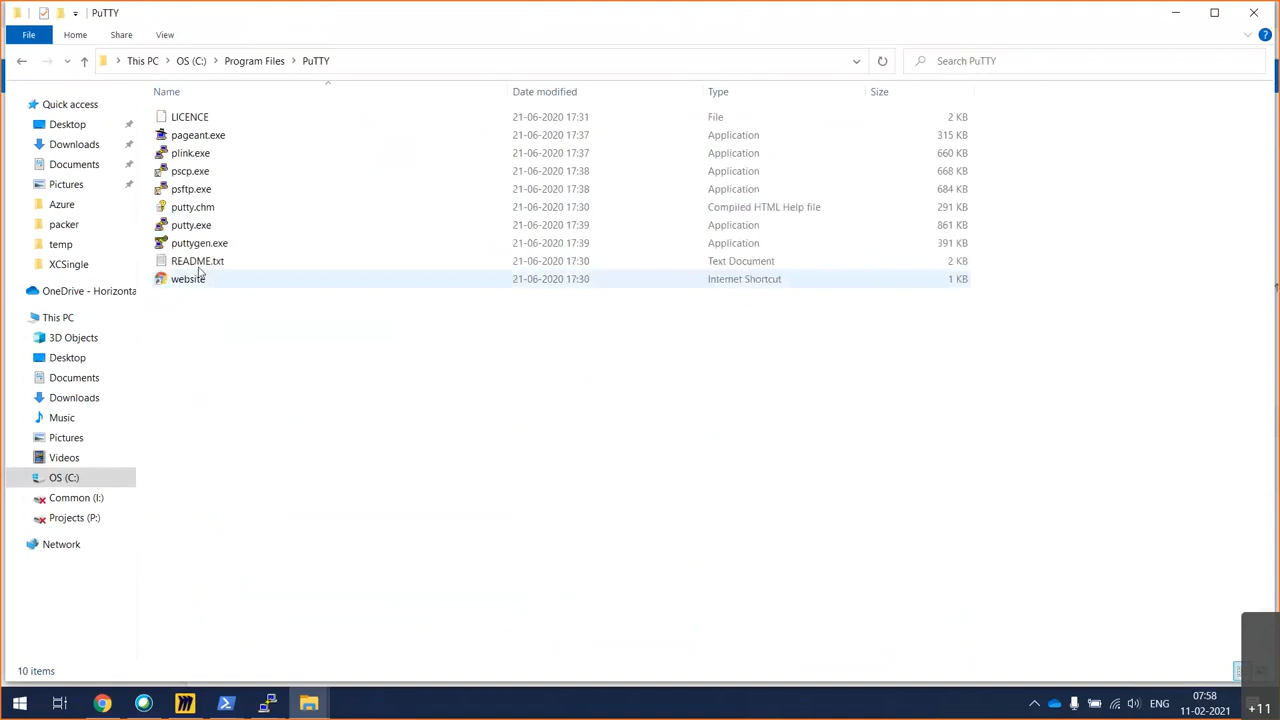 PuTTY
File Home Share View
This PC OS (C:) Program Files PuTTY
Search PuTTY
Name Date modified Type Size
Quick access
Desktop
Downloads
Documents
Pictures
Azure
packer
temp
XCSingle
OneDrive - Horizonta
This PC
3D Objects
Desktop
Documents
Downloads
Music
Pictures
Videos
OS (C:)
Common (I:)
Projects (P:)
Network
LICENCE 21-06-2020 17:31 File 2 KB
pageant.exe 21-06-2020 17:37 Application 315 KB
plink.exe 21-06-2020 17:37 Application 660 KB
pscp.exe 21-06-2020 17:38 Application 668 KB
psftp.exe 21-06-2020 17:38 Application 684 KB
putty.chm 21-06-2020 17:30 Compiled HTML Help file 291 KB
putty.exe 21-06-2020 17:39 Application 861 KB
puttygen.exe 21-06-2020 17:39 Application 391 KB
README.txt 21-06-2020 17:30 Text Document 2 KB
website 21-06-2020 17:30 Internet Shortcut 1 KB
10 items
ENG
07:58
11-02-2021
+11